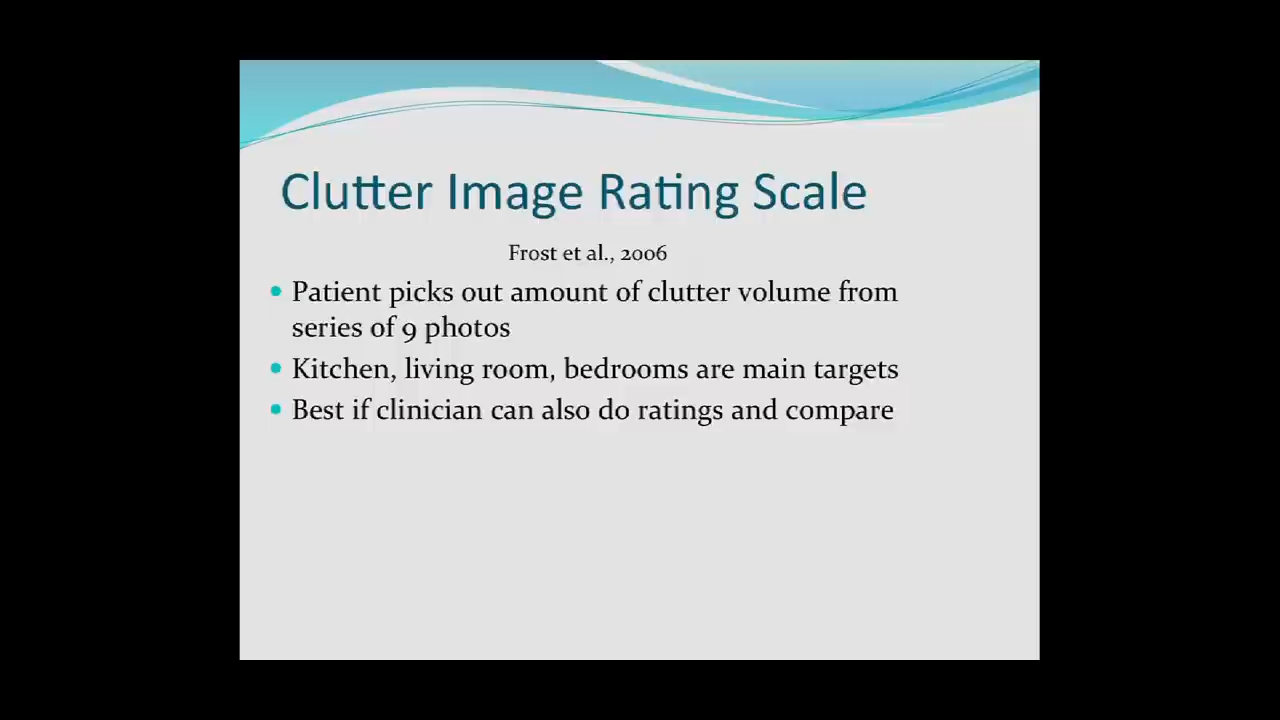 Clutter Image Rating Scale
Frost et al., 2006
Patient picks out amount of clutter volume from
series of 9 photos
Kitchen, living room, bedrooms are main targets
Best if clinician can also do ratings and compare